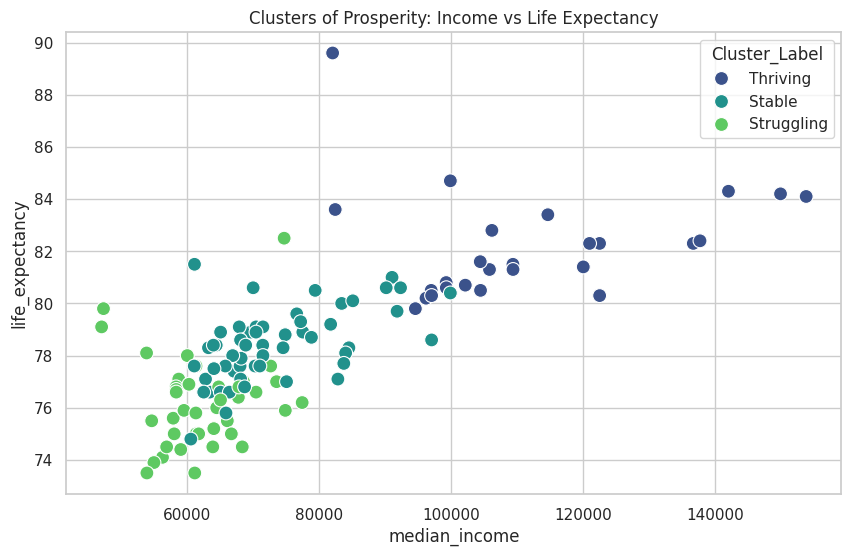 Clusters of Prosperity: Income vs Life Expectancy
90
88
86
84
82
80
78
76
74
life_expectancy
Cluster_Label
Thriving
Stable
Struggling
60000
80000
100000
120000
140000
median_income